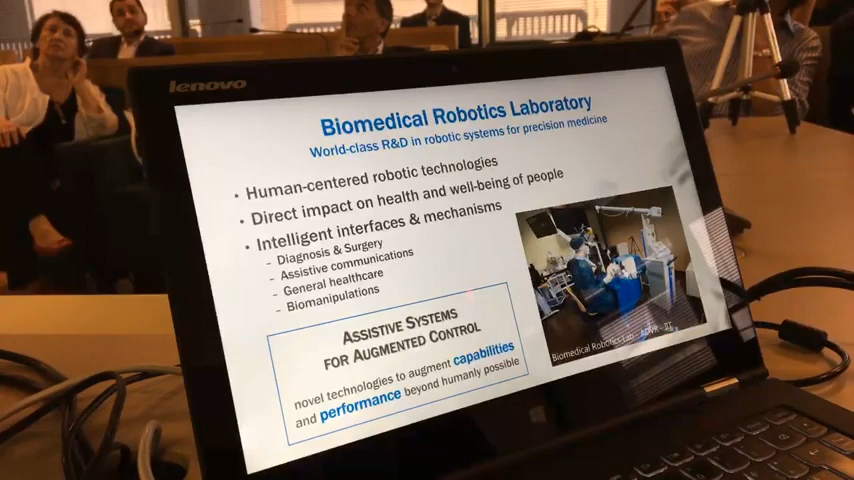 lenovo
Biomedical Robotics Laboratory
World-class R&D in robotic systems for precision medicine
• Human-centered robotic technologies
• Direct impact on health and well-being of people
• Intelligent interfaces & mechanisms
- Diagnosis & Surgery
- Assistive communications
- General healthcare
- Biomanipulations
ASSISTIVE SYSTEMS
FOR AUGMENTED CONTROL
novel technologies to augment capabilities
and performance beyond humanly possible
Biomedical Robotics Lab - ADVR - IIT